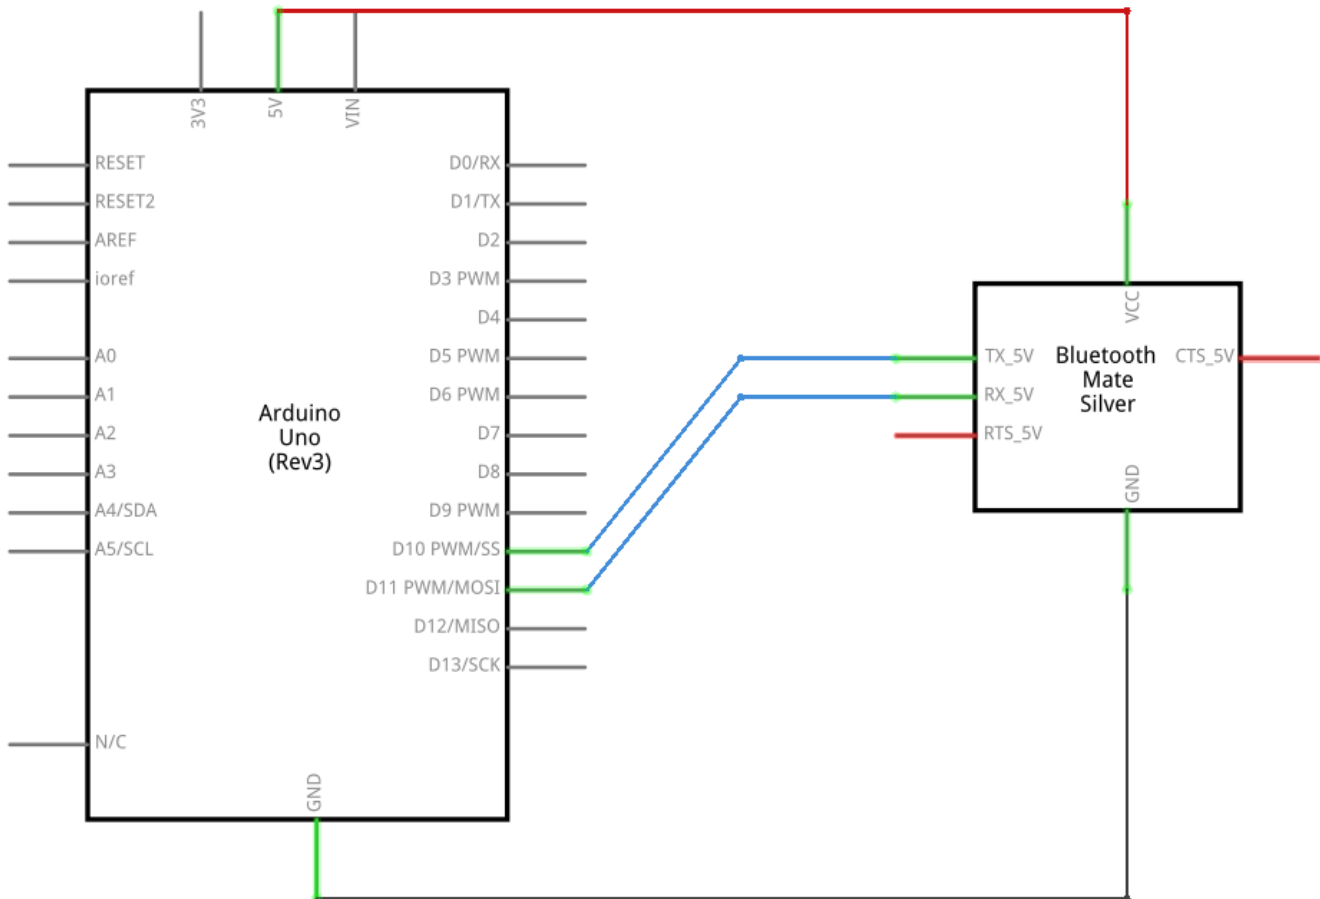 3V3
5V
VIN
RESET
RESET2
AREF
ioref
A0
A1
A2
A3
A4/SDA
A5/SCL
N/C
Arduino
Uno
(Rev3)
D0/RX
D1/TX
D2
D3 PWM
D4
D5 PWM
D6 PWM
D7
D8
D9 PWM
D10 PWM/SS
D11 PWM/MOSI
D12/MISO
D13/SCK
GND
VCC
TX_5V
RX_5V
RTS_5V
Bluetooth
Mate
Silver
CTS_5V
GND